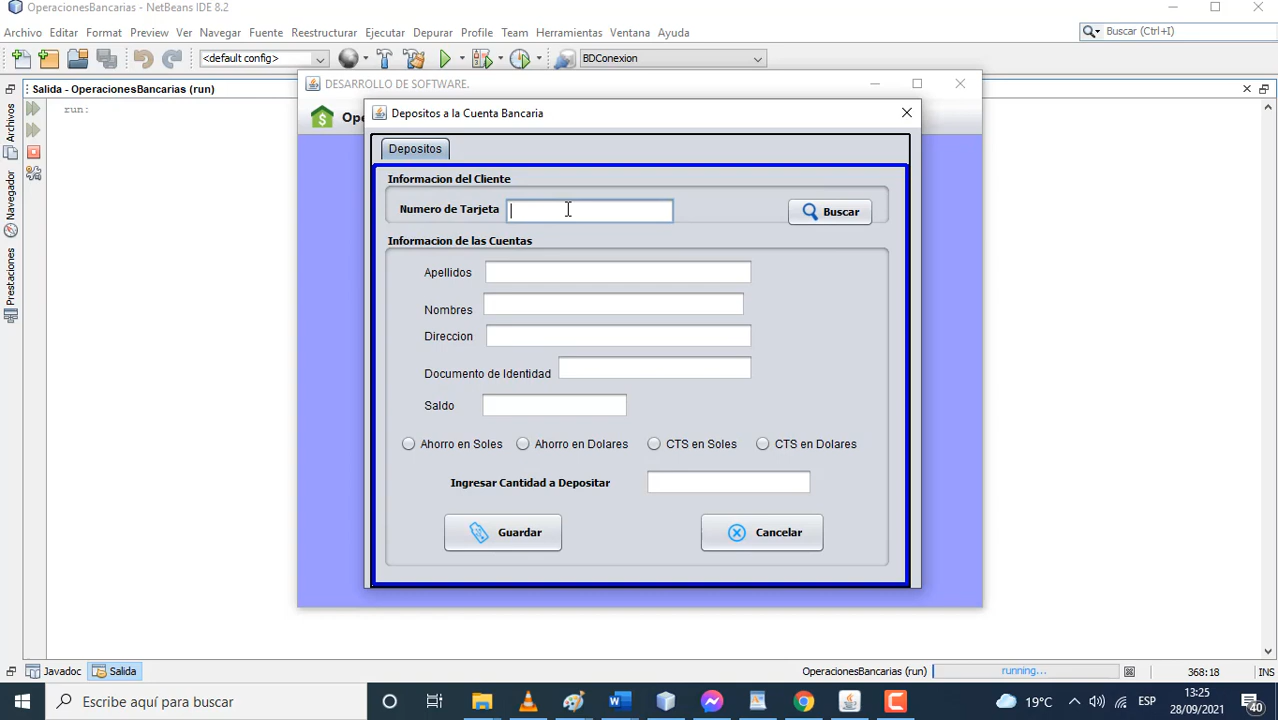 OperacionesBancarias - NetBeans IDE 8.2
Archivo Editar Format Preview Ver Navegar Fuente Reestructurar Ejecutar Depurar Profile Team Herramientas Ventana Ayuda
Buscar (Ctrl+I)
<default config>
BDConexion
Salida - OperacionesBancarias (run)
run:
Archivos
Navegador
Prestaciones
DESARROLLO DE SOFTWARE.
Ope
Depositos a la Cuenta Bancaria
Depositos
Informacion del Cliente
Numero de Tarjeta
Buscar
Informacion de las Cuentas
Apellidos
Nombres
Direccion
Documento de Identidad
Saldo
Ahorro en Soles Ahorro en Dolares CTS en Soles CTS en Dolares
Ingresar Cantidad a Depositar
Guardar Cancelar
Javadoc Salida
OperacionesBancarias (run) running... 368:18 INS
Escribe aquí para buscar
19°C ESP 13:25
28/09/2021
40